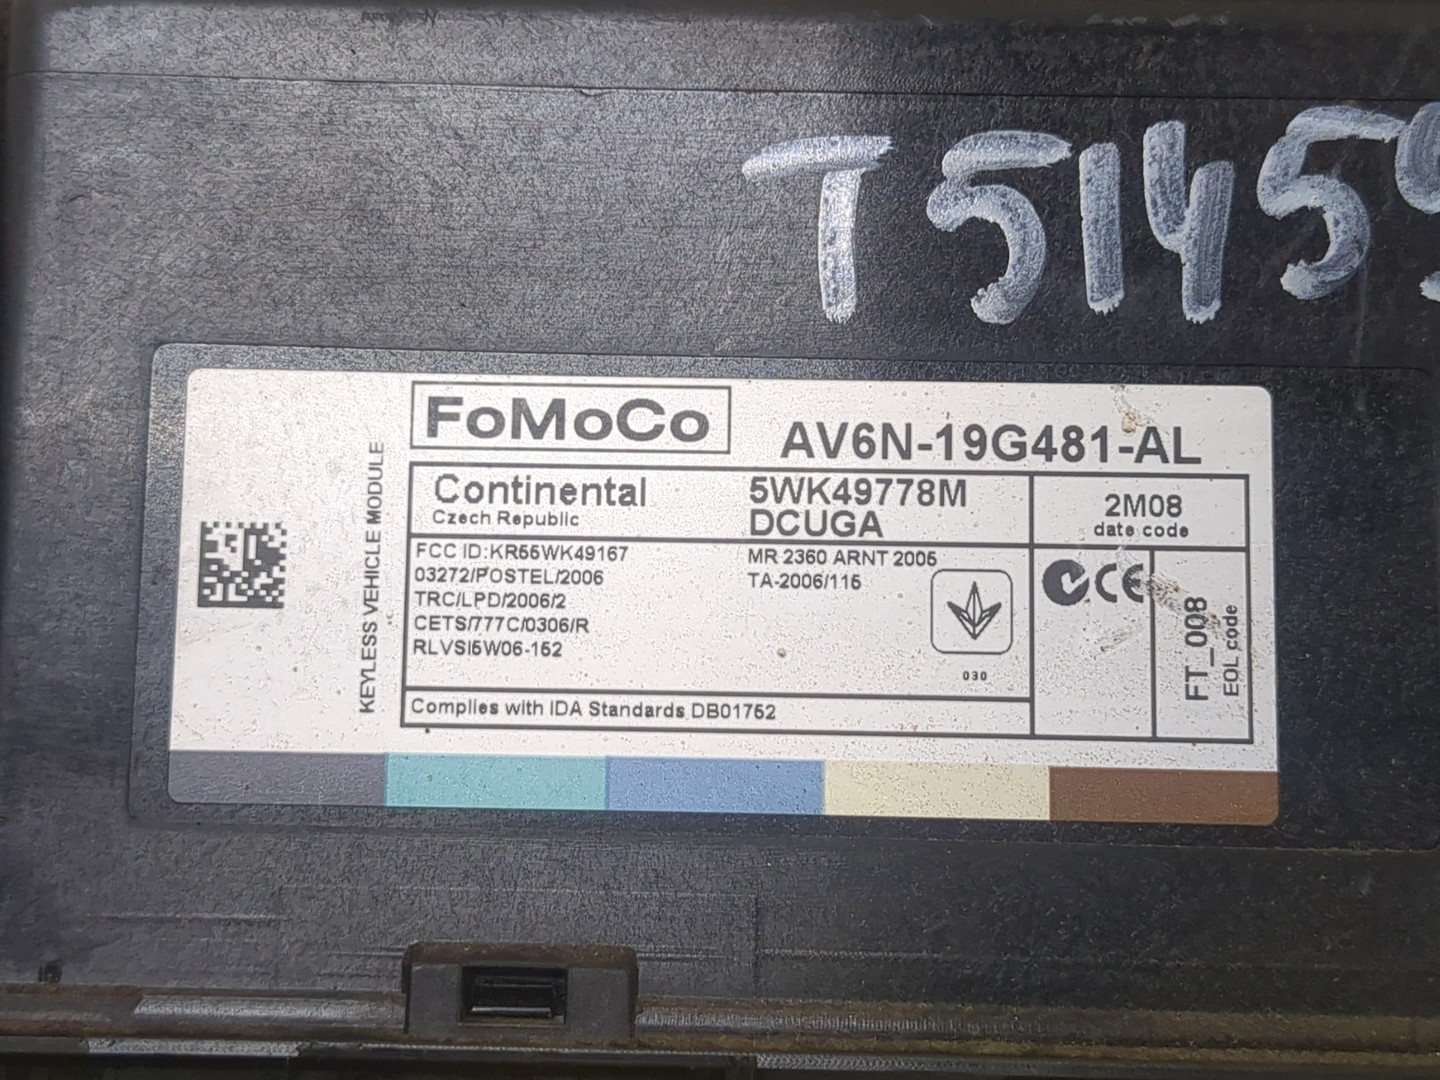 T5145
FoMoCo
AV6N-19G481-AL
KEYLESS VEHICLE MODULE
Continental
Czech Republic
5WK49778M
DCUGA
2M08
date code
FCC ID:KR55WK49167
03272/POSTEL/2006
TRC/LPD/2006/2
CETS/777C/0306/R
RLVSI5W06-152
MR 2360 ARNT 2005
TA-2006/115
030
CE
FT_008
EOL code
Complies with IDA Standards DB01752